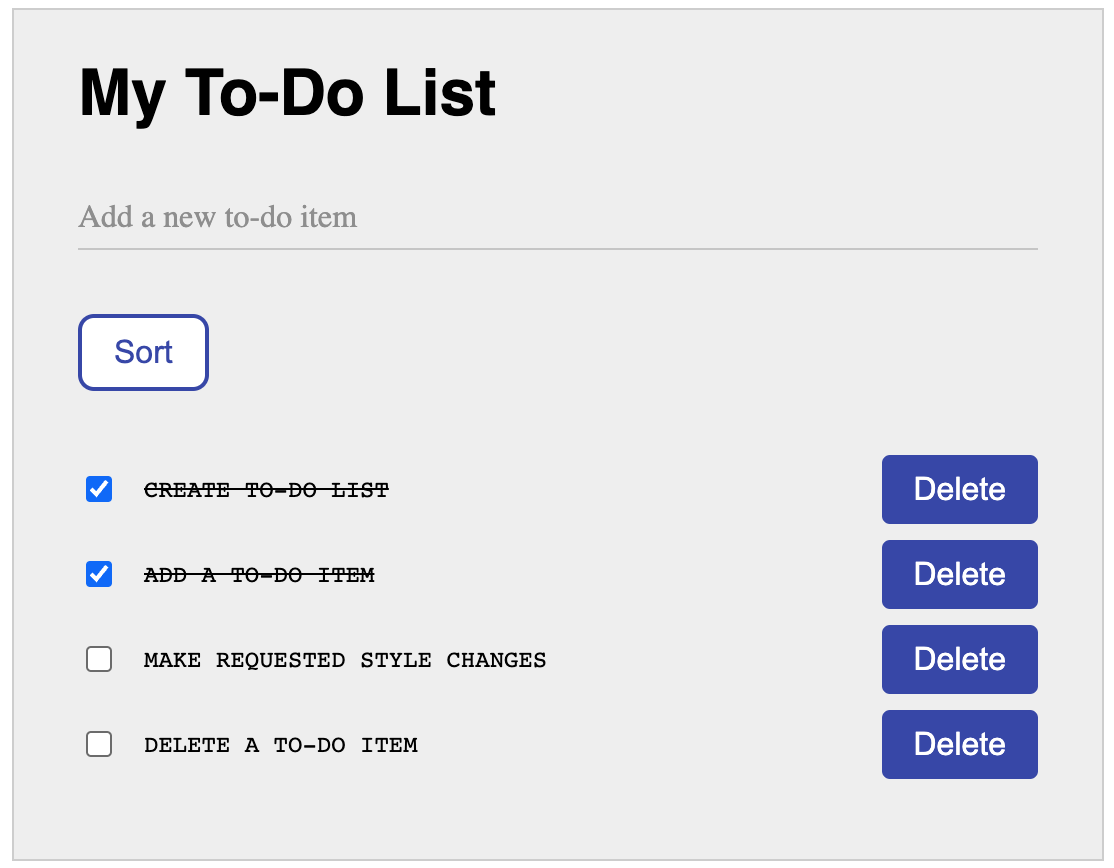 My To-Do List
Add a new to-do item
Sort
CREATE TO-DO LIST Delete
ADD A TO-DO ITEM Delete
MAKE REQUESTED STYLE CHANGES Delete
DELETE A TO-DO ITEM Delete